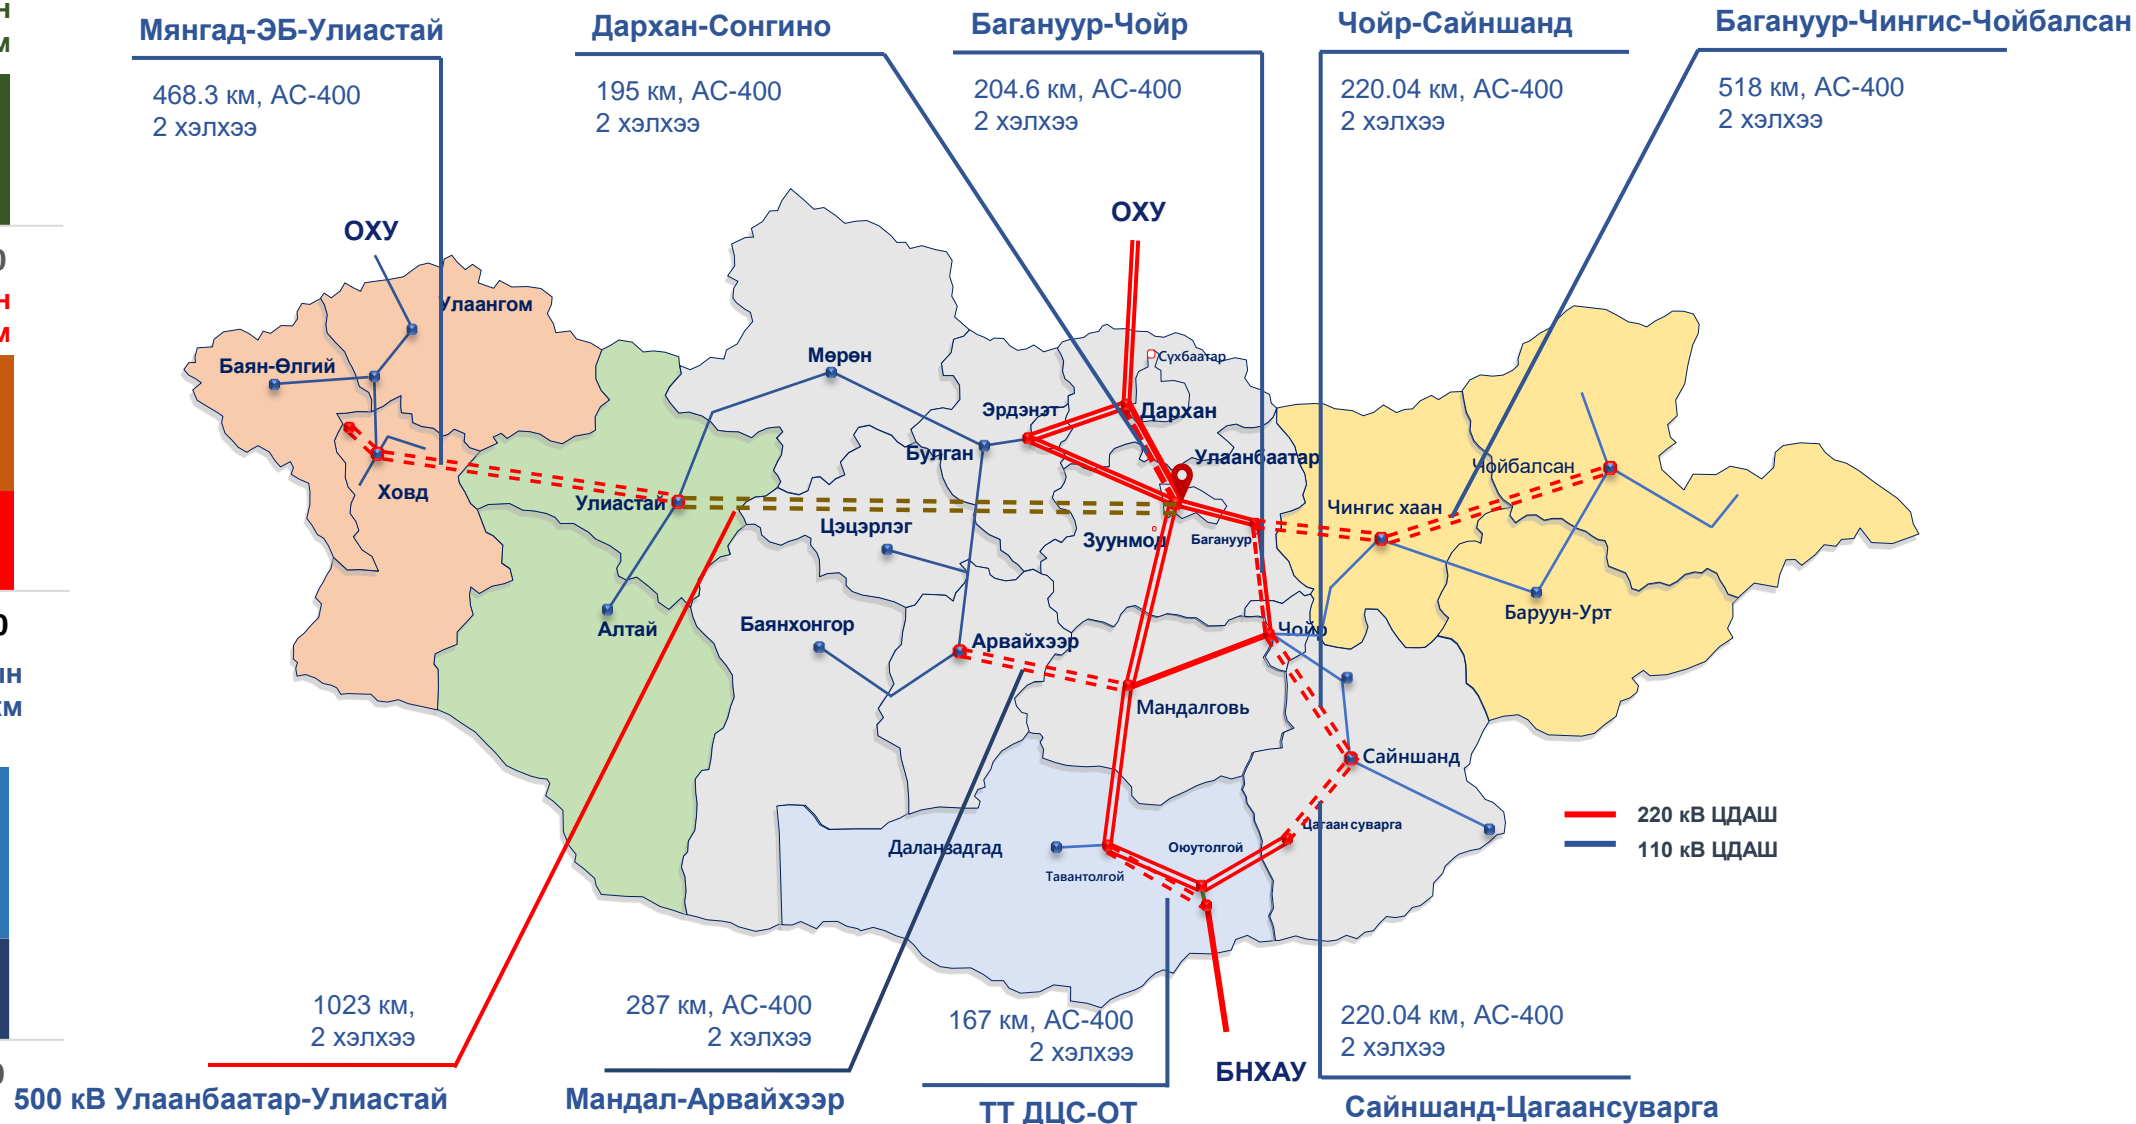 Мянгад-ЭБ-Улиастай
468.3 км, АС-400
2 хэлхээ
Дархан-Сонгино
195 км, АС-400
2 хэлхээ
Багануур-Чойр
204.6 км, АС-400
2 хэлхээ
Чойр-Сайншанд
220.04 км, АС-400
2 хэлхээ
Багануур-Чингис-Чойбалсан
518 км, АС-400
2 хэлхээ
ОХУ
ОХУ
Улаангом
Баян-Өлгий
Мөрөн
Сүхбаатар
Эрдэнэт
Дархан
Булган
Улаанбаатар
Чойбалсан
Ховд
Улиастай
Чингис хаан
Цэцэрлэг
Зуунмод
Багануур
Баруун-Урт
Алтай
Баянхонгор
Арвайхээр
Чойр
Мандалговь
Сайншанд
Цагаан суварга
Даланзадгад
Оюутолгой
Тавантолгой
220 кВ ЦДАШ
110 кВ ЦДАШ
1023 км,
2 хэлхээ
500 кВ Улаанбаатар-Улиастай
287 км, АС-400
2 хэлхээ
Мандал-Арвайхээр
167 км, АС-400
2 хэлхээ
ТТ ДЦС-ОТ
БНХАУ
220.04 км, АС-400
2 хэлхээ
Сайншанд-Цагаансуварга